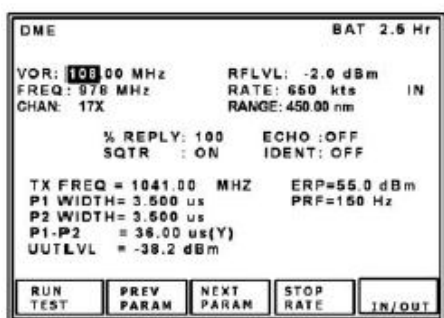 DME BAT 2.5 Hr
VOR: 108.00 MHz RFLVL: -2.0 dBm
FREQ: 978 MHz RATE: 650 kts IN
CHAN: 17X RANGE: 450.00 nm
% REPLY: 100 ECHO :OFF
SQTR : ON IDENT: OFF
TX FREQ = 1041.00 MHZ ERP=55.0 dBm
P1 WIDTH= 3.500 us PRF=150 Hz
P2 WIDTH= 3.500 us
P1-P2 = 36.00 us(Y)
UUTLVL = -38.2 dBm
RUN TEST PREV PARAM NEXT PARAM STOP RATE IN/OUT